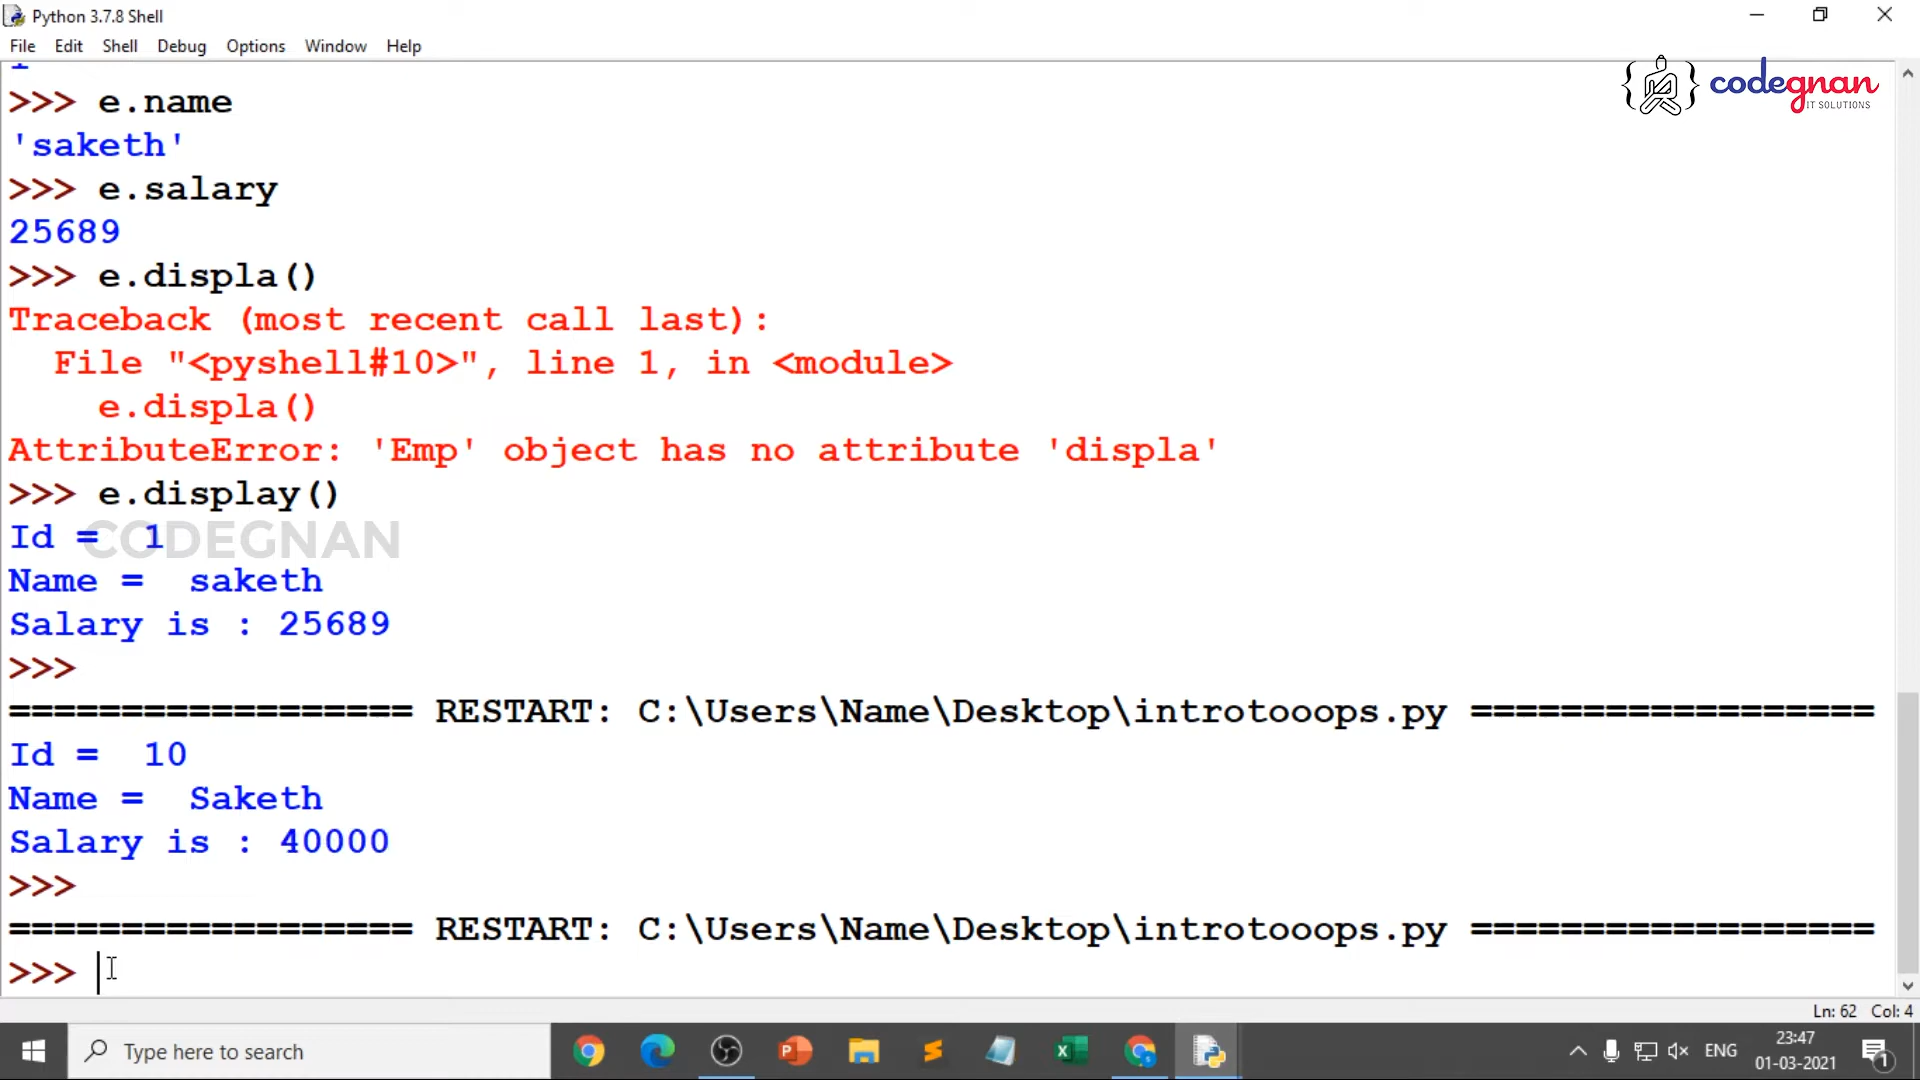 Python 3.7.8 Shell
File Edit Shell Debug Options Window Help
codegnan
IT SOLUTIONS
>>> e.name
'saketh'
>>> e.salary
25689
>>> e.displa()
Traceback (most recent call last):
  File "<pyshell#10>", line 1, in <module>
    e.displa()
AttributeError: 'Emp' object has no attribute 'displa'
>>> e.display()
Id =  1
CODEGNAN
Name =  saketh
Salary is : 25689
>>>
================== RESTART: C:\Users\Name\Desktop\introtooops.py ==================
Id =  10
Name =  Saketh
Salary is : 40000
>>>
================== RESTART: C:\Users\Name\Desktop\introtooops.py ==================
>>>
Ln: 62 Col: 4
Type here to search
ENG
23:47
01-03-2021
1